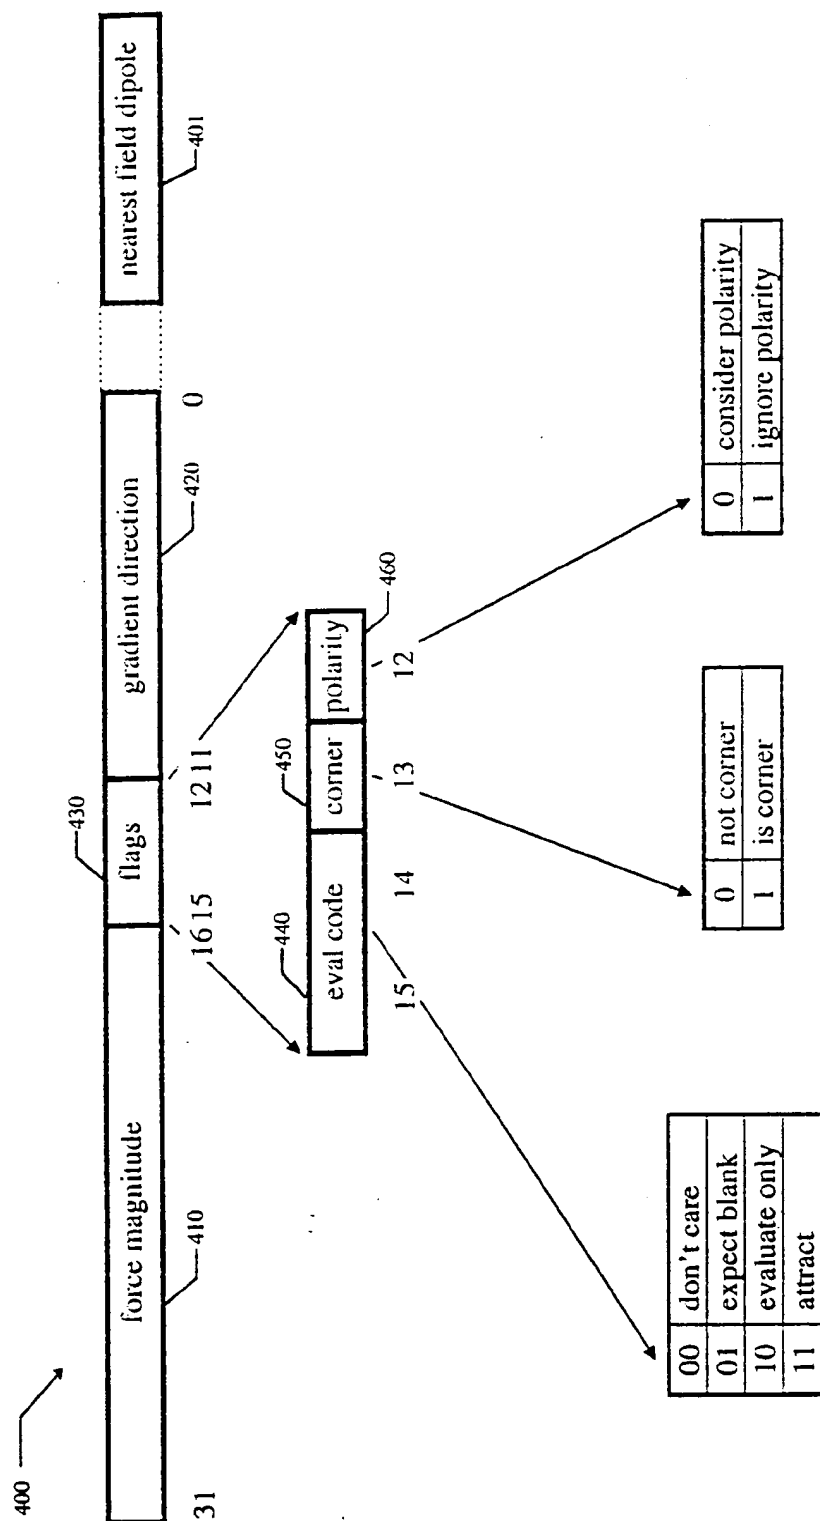 400
force magnitude
flags
gradient direction
nearest field dipole
430
31
410
16 15
12 11
420
0
401
440
450
eval code
corner
polarity
460
15
14
13
12
00 don't care
01 expect blank
10 evaluate only
11 attract
0 not corner
1 is corner
0 consider polarity
1 ignore polarity